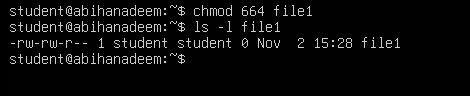 student@abihanadeem:~$ chmod 664 file1
student@abihanadeem:~$ ls -l file1
-rw-rw-r-- 1 student student 0 Nov  2 15:28 file1
student@abihanadeem:~$